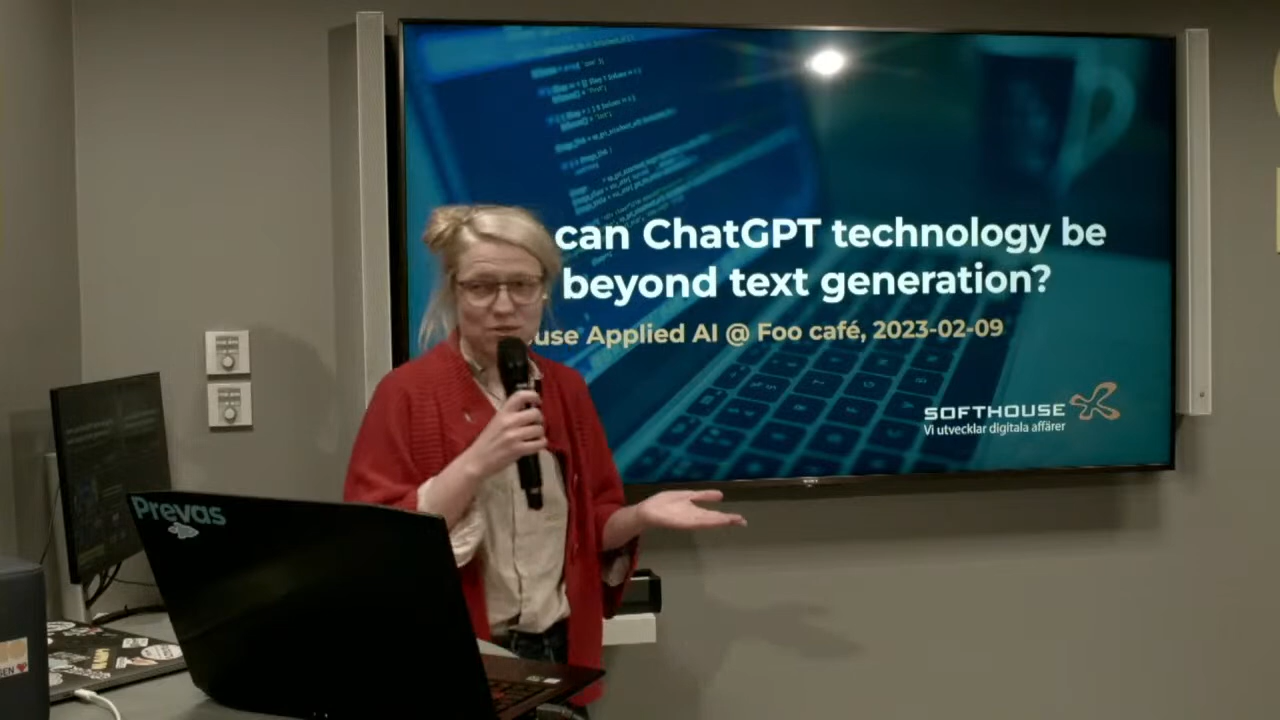 can ChatGPT technology be
beyond text generation?
use Applied AI @ Foo café, 2023-02-09
SOFTHOUSE
Vi utvecklar digitala affärer
Prevas